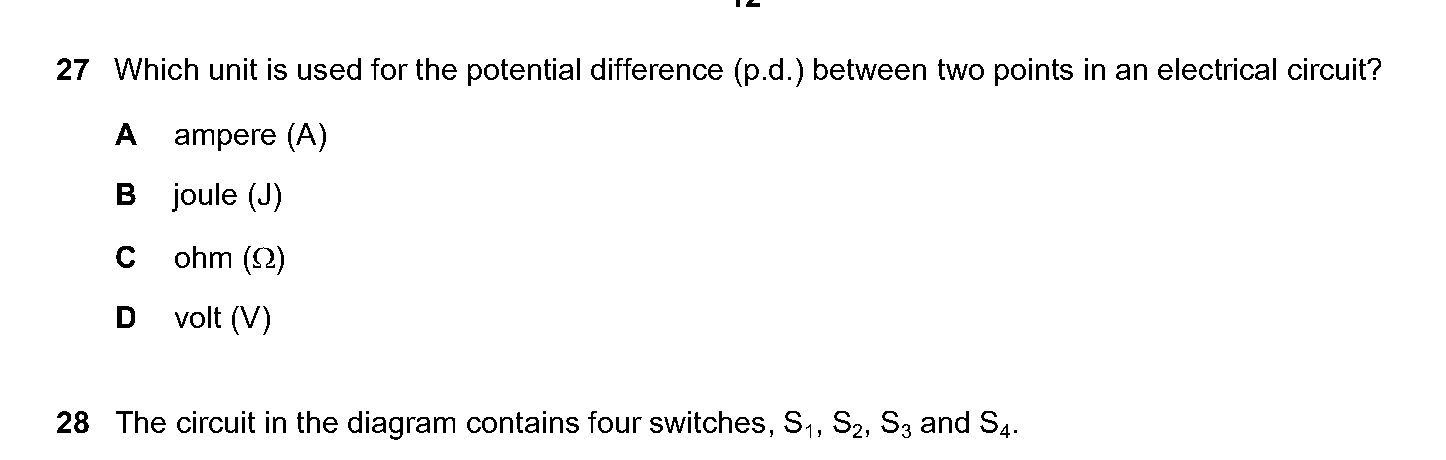 12
27 Which unit is used for the potential difference (p.d.) between two points in an electrical circuit?
A ampere (A)
B joule (J)
C ohm (Ω)
D volt (V)
28 The circuit in the diagram contains four switches, S₁, S₂, S₃ and S₄.